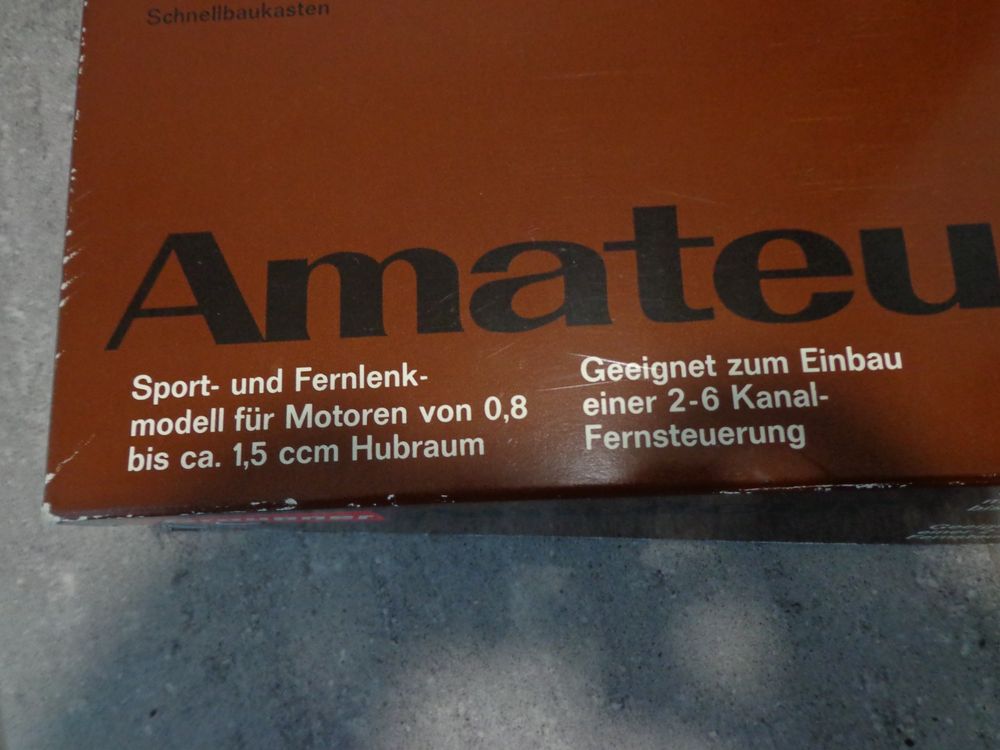 Schnellbaukasten
Amateu
Sport- und Fernlenk-
modell für Motoren von 0,8
bis ca. 1,5 ccm Hubraum
Geeignet zum Einbau
einer 2-6 Kanal-
Fernsteuerung